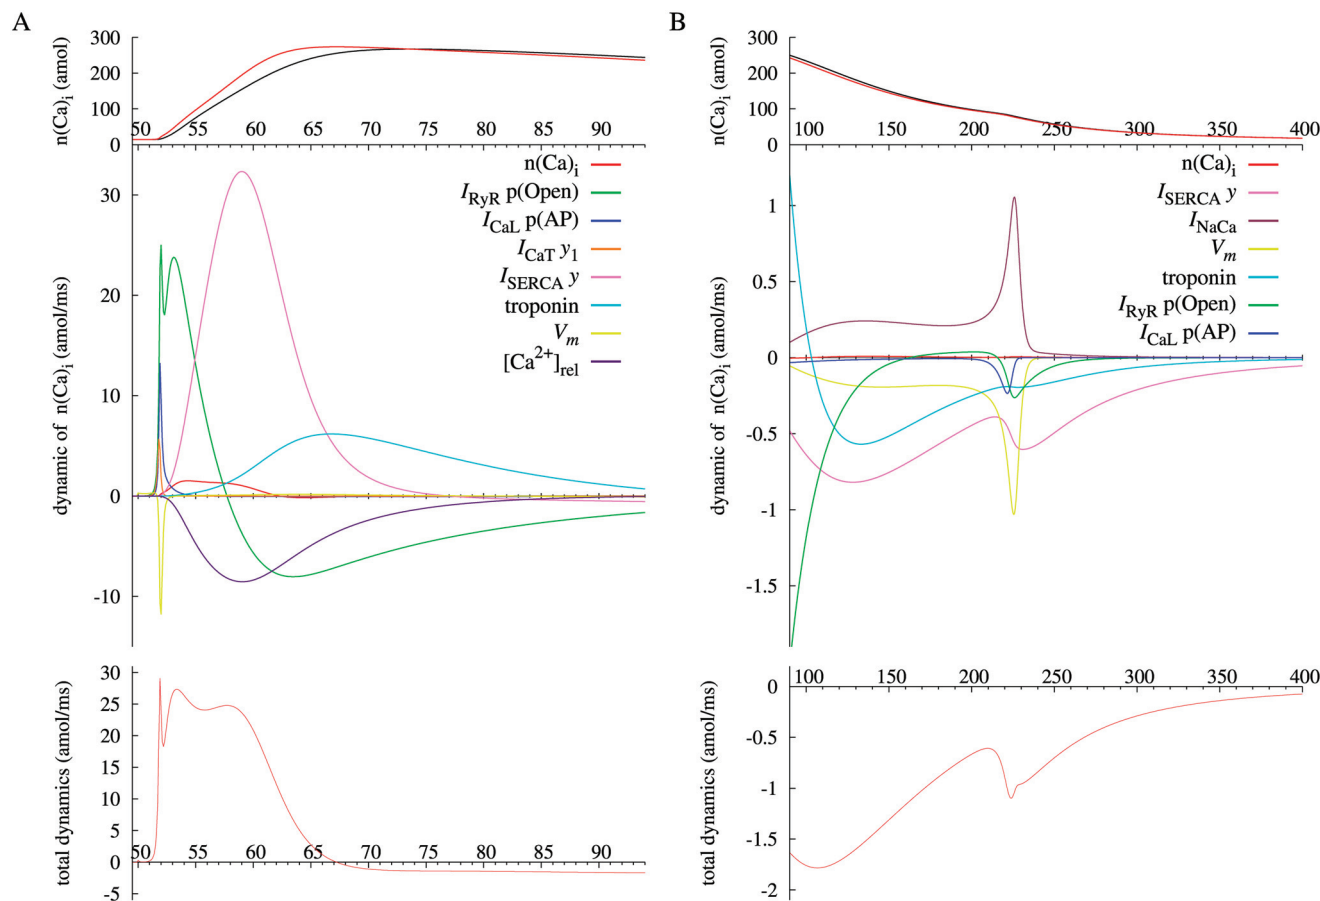 A
n(Ca)i (amol)
300
200
100
0
50 55 60 65 70 75 80 85 90
dynamic of n(Ca)i (amol/ms)
30
20
10
0
-10
n(Ca)i
IRyR p(Open)
ICaL p(AP)
ICaT y1
ISERCA y
troponin
Vm
[Ca2+]rel
total dynamics (amol/ms)
30
25
20
15
10
5
0
-5
50 55 60 65 70 75 80 85 90
B
n(Ca)i (amol)
300
200
100
0
100 150 200 250 300 350 400
dynamic of n(Ca)i (amol/ms)
1
0.5
0
-0.5
-1
-1.5
n(Ca)i
ISERCA y
INaCa
Vm
troponin
IRyR p(Open)
ICaL p(AP)
total dynamics (amol/ms)
0
-0.5
-1
-1.5
-2
100 150 200 250 300 350 400